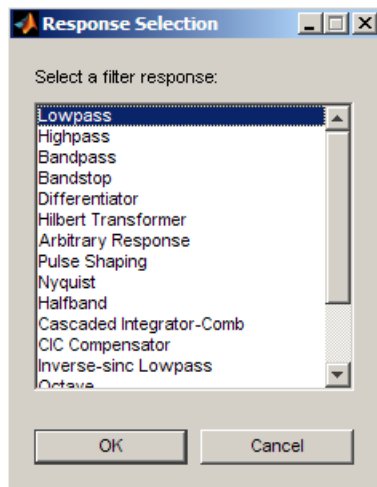 Response Selection
Select a filter response:
Lowpass
Highpass
Bandpass
Bandstop
Differentiator
Hilbert Transformer
Arbitrary Response
Pulse Shaping
Nyquist
Halfband
Cascaded Integrator-Comb
CIC Compensator
Inverse-sinc Lowpass
Octave
OK Cancel